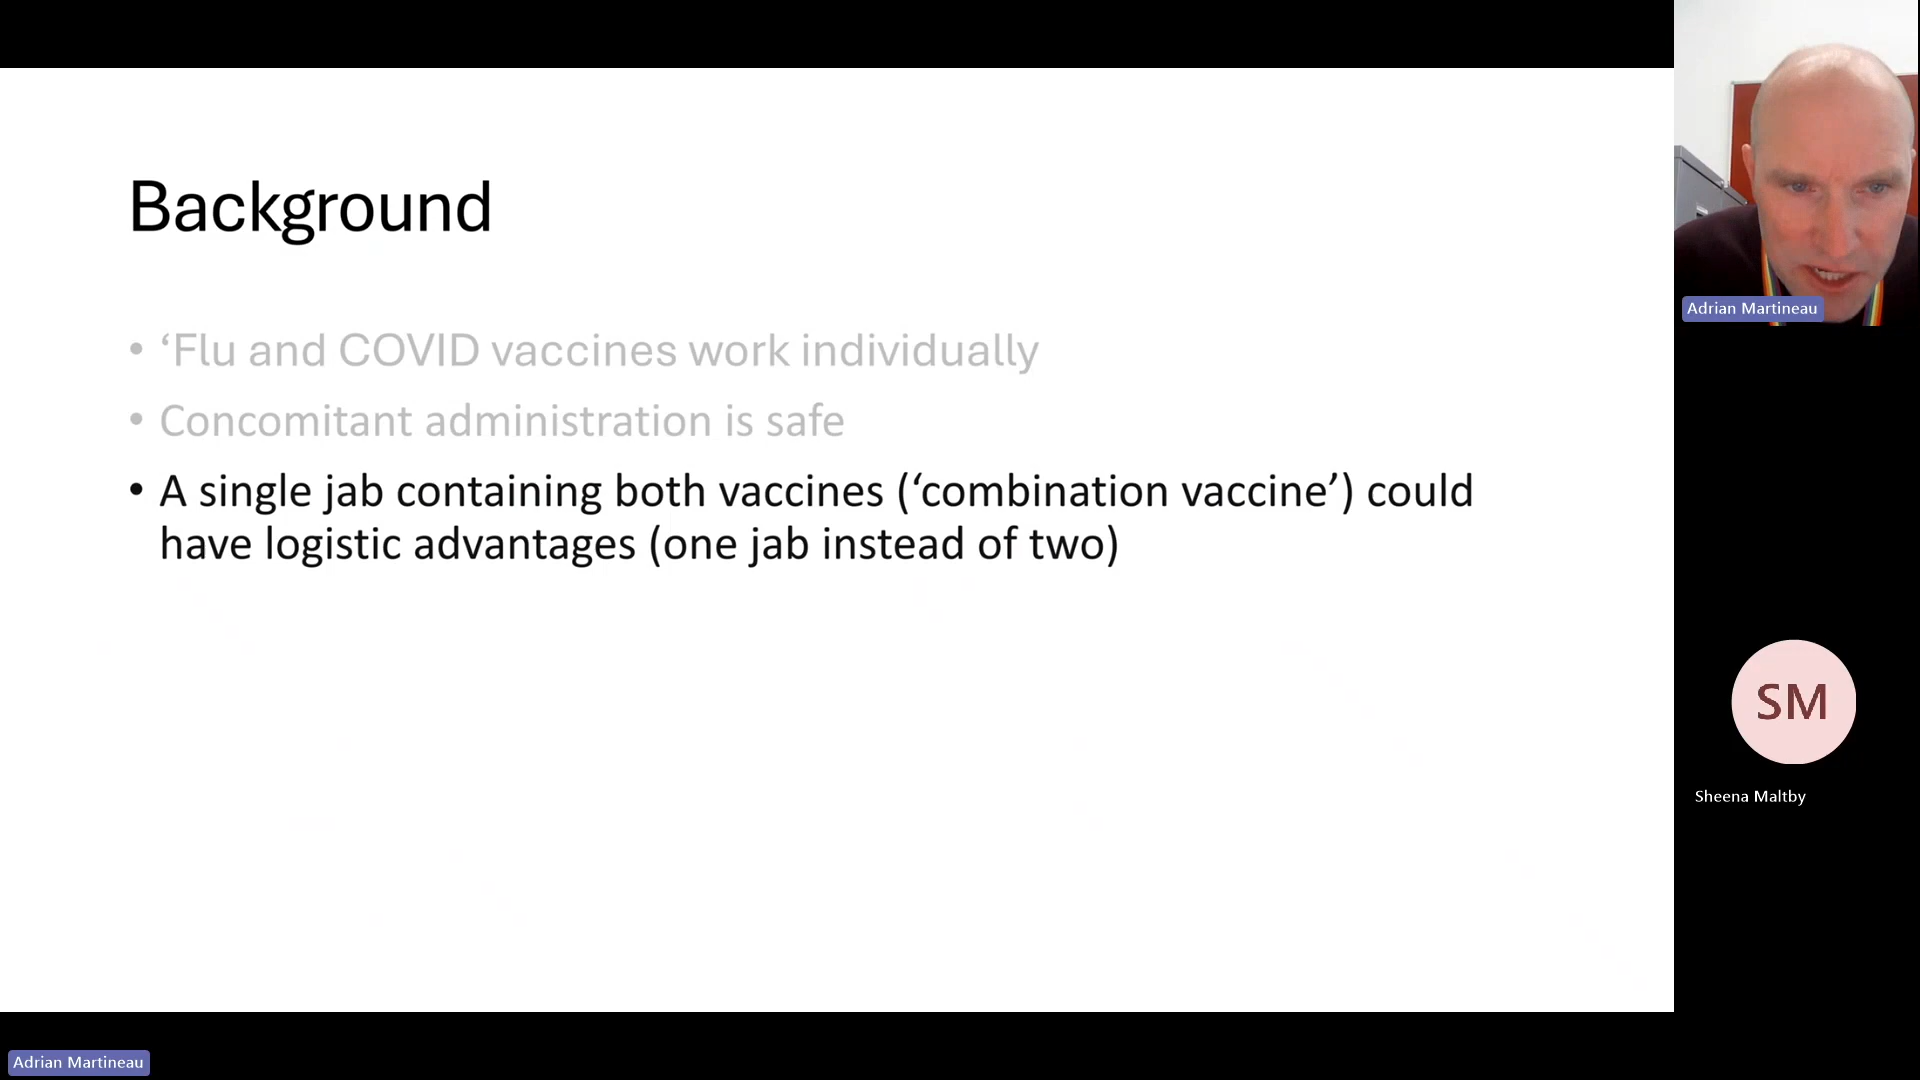 Background
• ‘Flu and COVID vaccines work individually
• Concomitant administration is safe
• A single jab containing both vaccines (‘combination vaccine’) could
have logistic advantages (one jab instead of two)
Adrian Martineau
SM
Sheena Maltby
Adrian Martineau